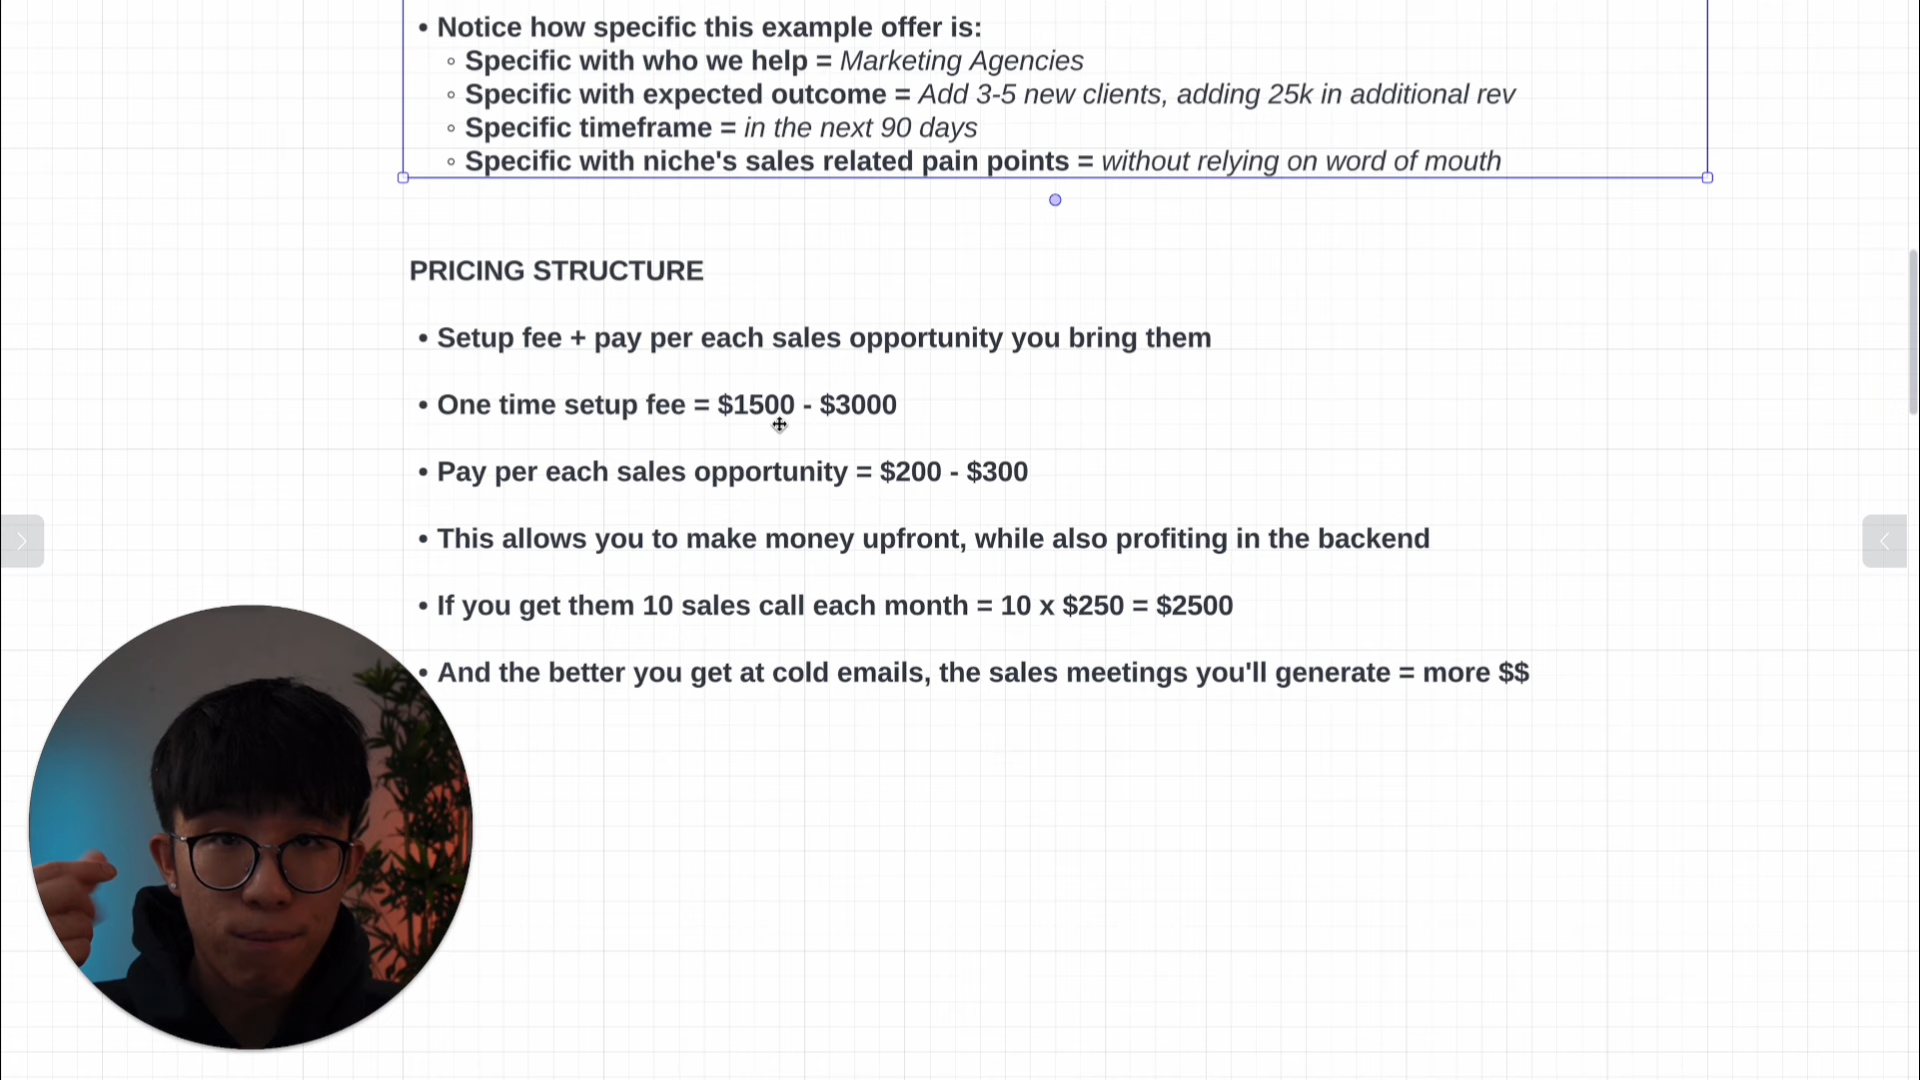 • Notice how specific this example offer is:
◦ Specific with who we help = Marketing Agencies
◦ Specific with expected outcome = Add 3-5 new clients, adding 25k in additional rev
◦ Specific timeframe = in the next 90 days
◦ Specific with niche's sales related pain points = without relying on word of mouth
PRICING STRUCTURE
• Setup fee + pay per each sales opportunity you bring them
• One time setup fee = $1500 - $3000
• Pay per each sales opportunity = $200 - $300
• This allows you to make money upfront, while also profiting in the backend
• If you get them 10 sales call each month = 10 x $250 = $2500
• And the better you get at cold emails, the sales meetings you'll generate = more $$